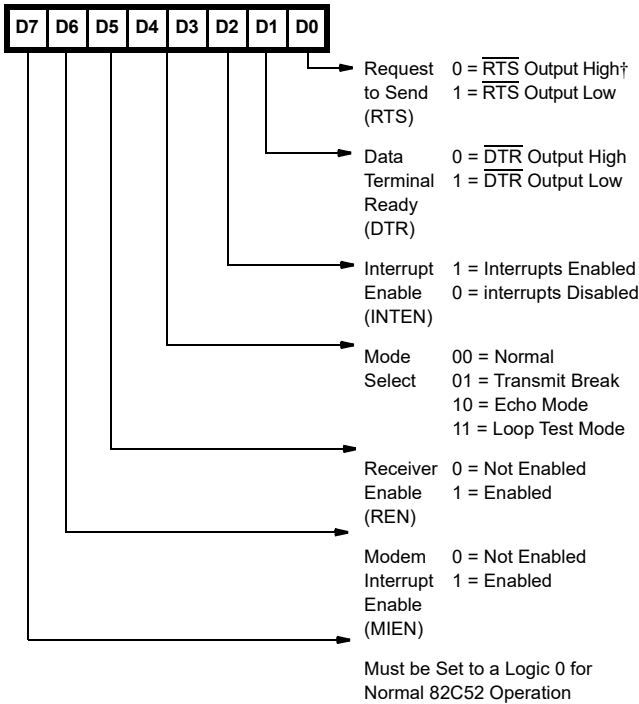 D7 D6 D5 D4 D3 D2 D1 D0
Request 0 = R̅T̅S̅ Output High†
to Send 1 = R̅T̅S̅ Output Low
(RTS)
Data 0 = D̅T̅R̅ Output High
Terminal 1 = D̅T̅R̅ Output Low
Ready
(DTR)
Interrupt 1 = Interrupts Enabled
Enable 0 = interrupts Disabled
(INTEN)
Mode 00 = Normal
Select 01 = Transmit Break
10 = Echo Mode
11 = Loop Test Mode
Receiver 0 = Not Enabled
Enable 1 = Enabled
(REN)
Modem 0 = Not Enabled
Interrupt 1 = Enabled
Enable
(MIEN)
Must be Set to a Logic 0 for
Normal 82C52 Operation